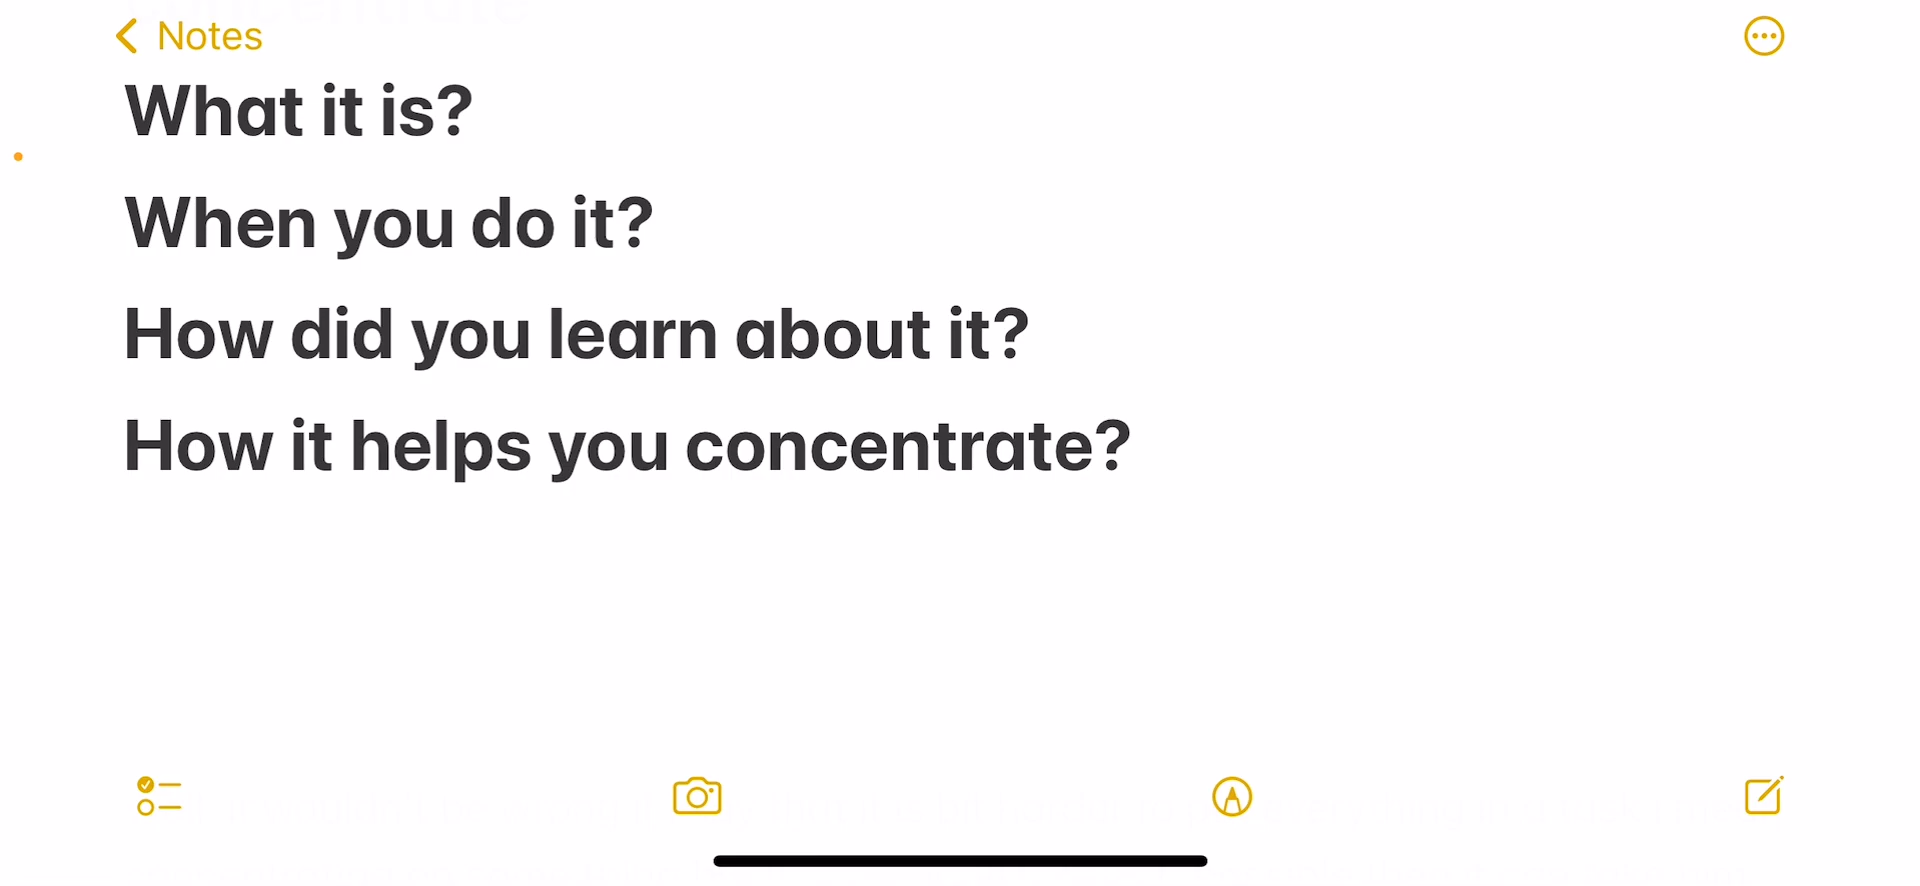 Notes
What it is?
When you do it?
How did you learn about it?
How it helps you concentrate?